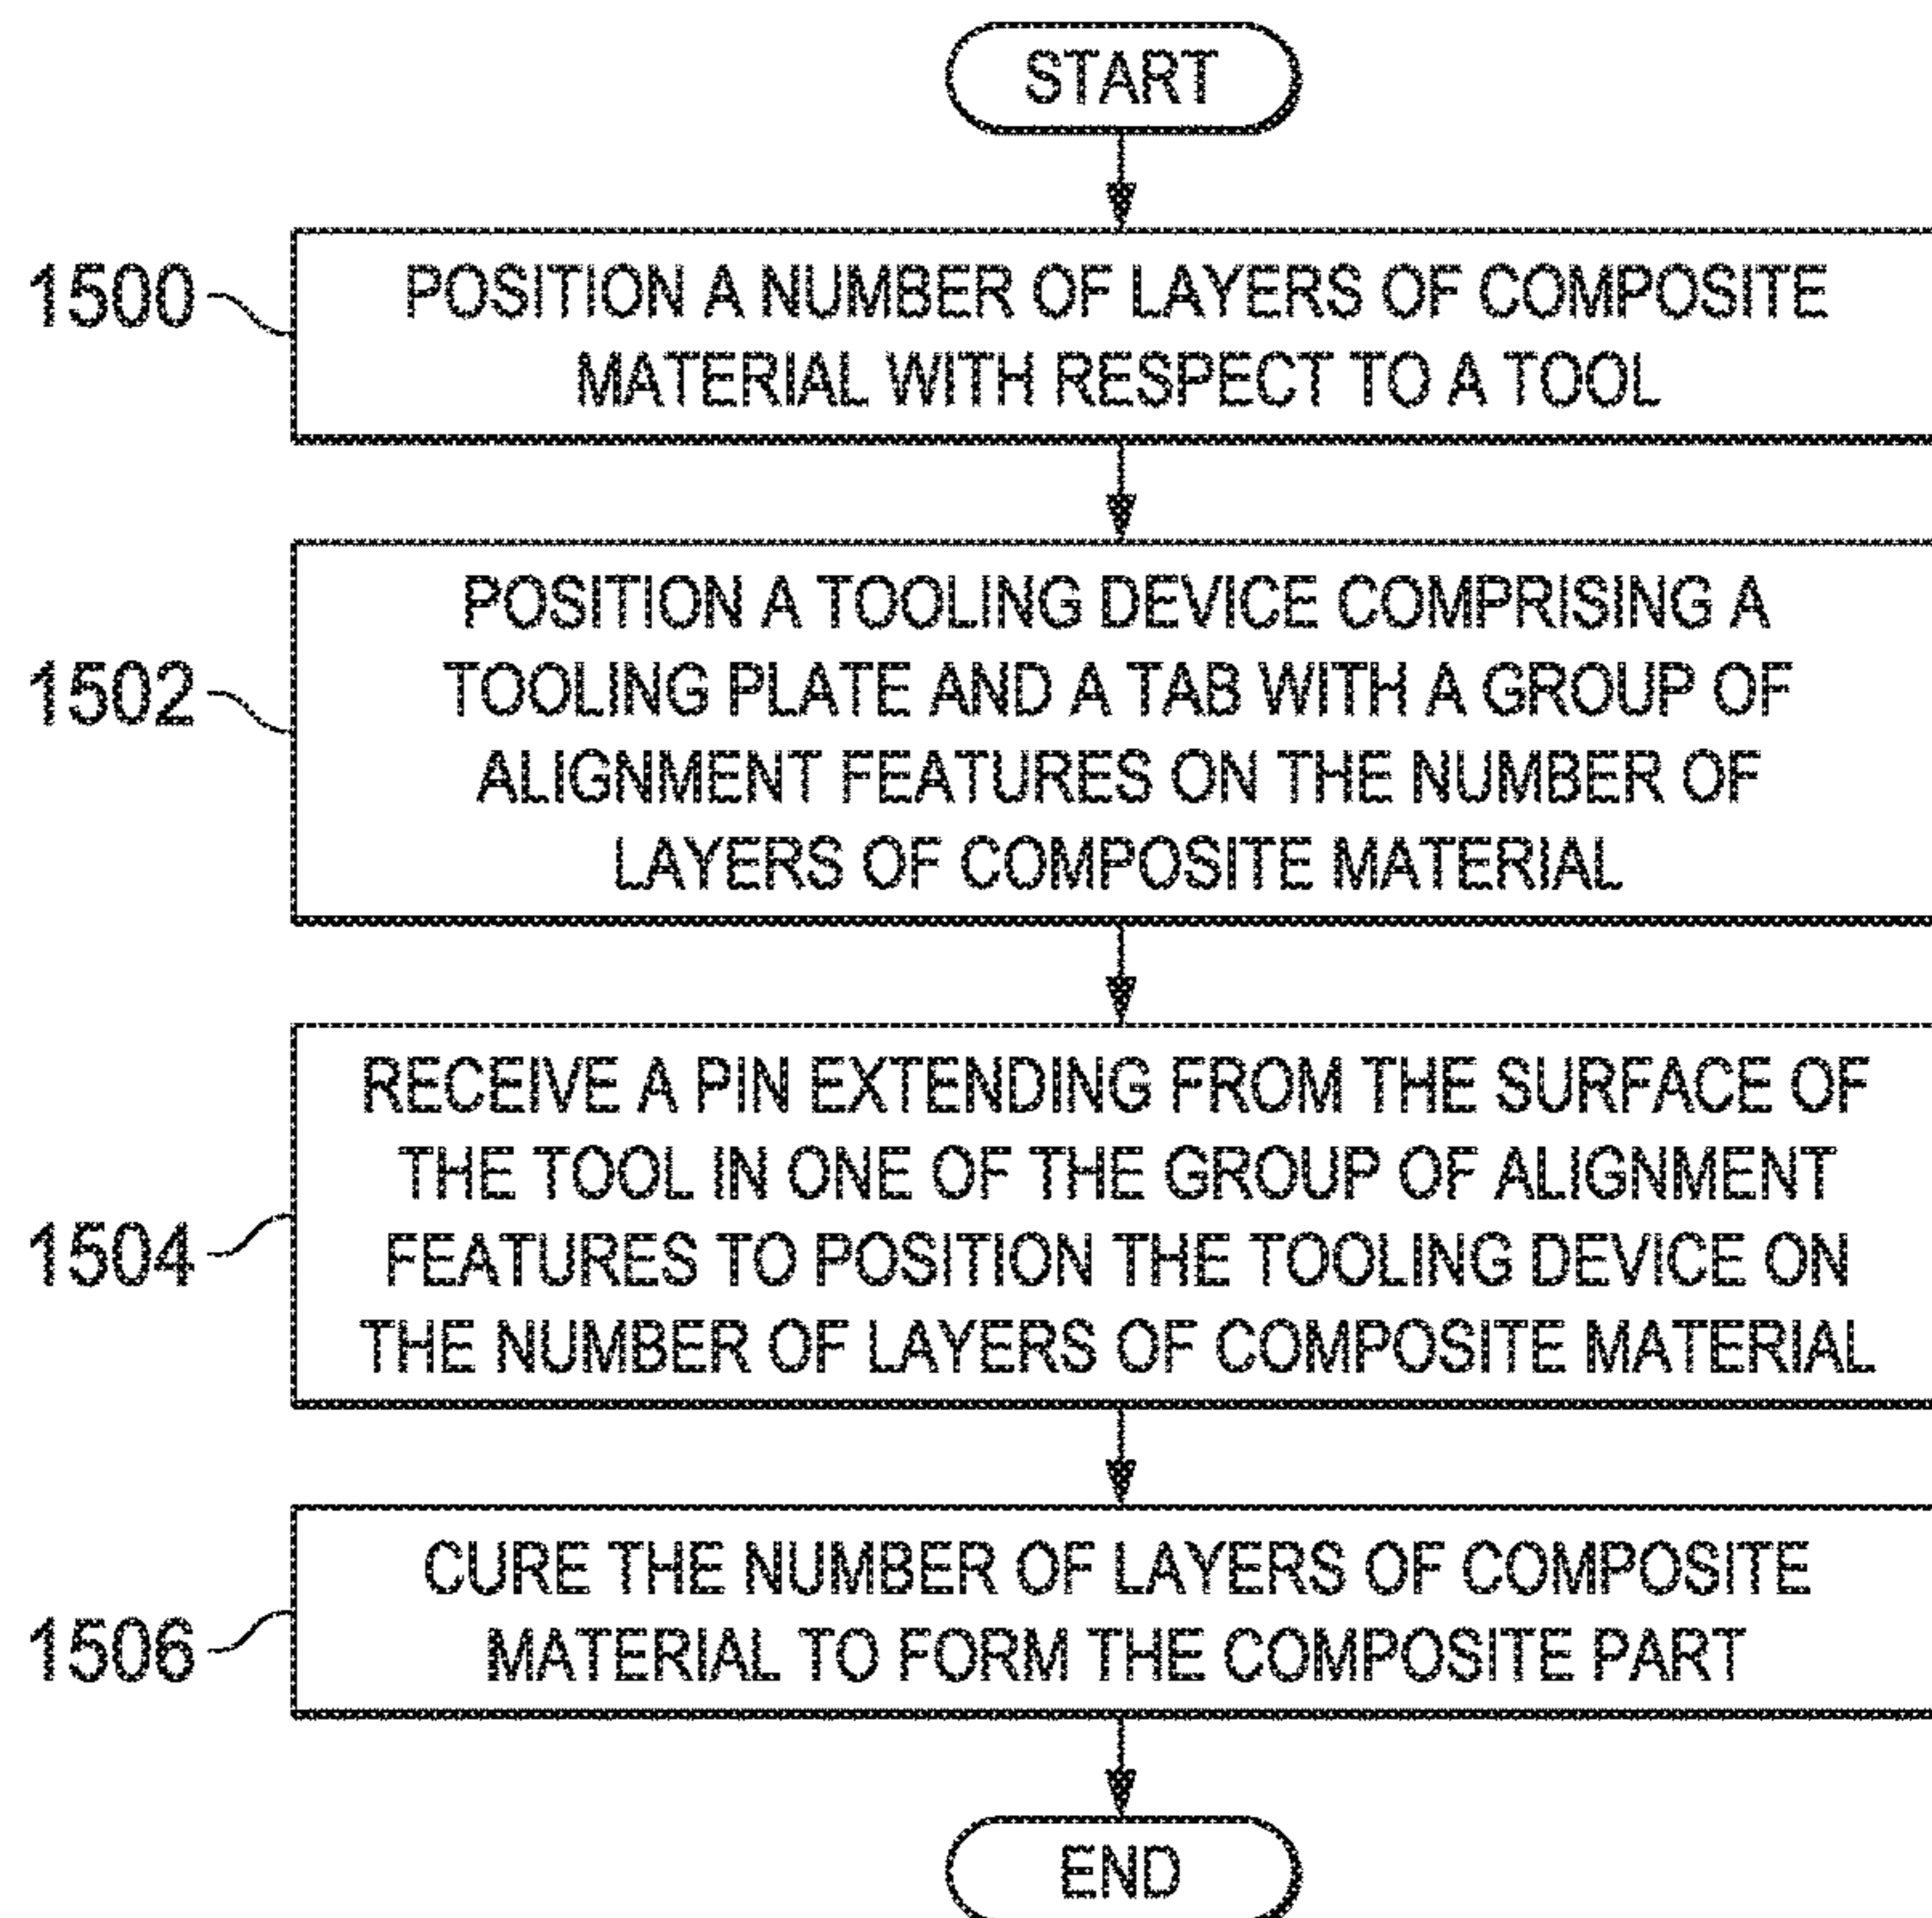 START
1500
POSITION A NUMBER OF LAYERS OF COMPOSITE
MATERIAL WITH RESPECT TO A TOOL
1502
POSITION A TOOLING DEVICE COMPRISING A
TOOLING PLATE AND A TAB WITH A GROUP OF
ALIGNMENT FEATURES ON THE NUMBER OF
LAYERS OF COMPOSITE MATERIAL
1504
RECEIVE A PIN EXTENDING FROM THE SURFACE OF
THE TOOL IN ONE OF THE GROUP OF ALIGNMENT
FEATURES TO POSITION THE TOOLING DEVICE ON
THE NUMBER OF LAYERS OF COMPOSITE MATERIAL
1506
CURE THE NUMBER OF LAYERS OF COMPOSITE
MATERIAL TO FORM THE COMPOSITE PART
END